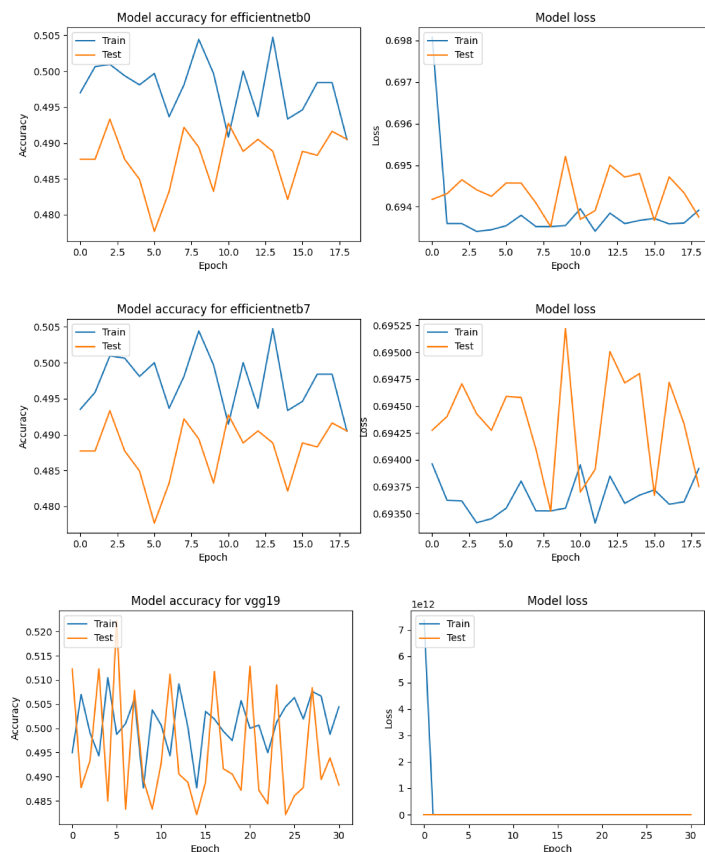 Model accuracy for efficientnetb0
Train
Test
0.505
0.500
0.495
0.490
0.485
0.480
Accuracy
0.0 2.5 5.0 7.5 10.0 12.5 15.0 17.5
Epoch
Model loss
Train
Test
0.698
0.697
0.696
0.695
0.694
Loss
0.0 2.5 5.0 7.5 10.0 12.5 15.0 17.5
Epoch
Model accuracy for efficientnetb7
Train
Test
0.505
0.500
0.495
0.490
0.485
0.480
Accuracy
0.0 2.5 5.0 7.5 10.0 12.5 15.0 17.5
Epoch
Model loss
Train
Test
0.69525
0.69500
0.69475
0.69450
0.69425
0.69400
0.69375
0.69350
Loss
0.0 2.5 5.0 7.5 10.0 12.5 15.0 17.5
Epoch
Model accuracy for vgg19
Train
Test
0.520
0.515
0.510
0.505
0.500
0.495
0.490
0.485
Accuracy
0 5 10 15 20 25 30
Epoch
Model loss
1e12
Train
Test
7
6
5
4
3
2
1
0
Loss
0 5 10 15 20 25 30
Epoch